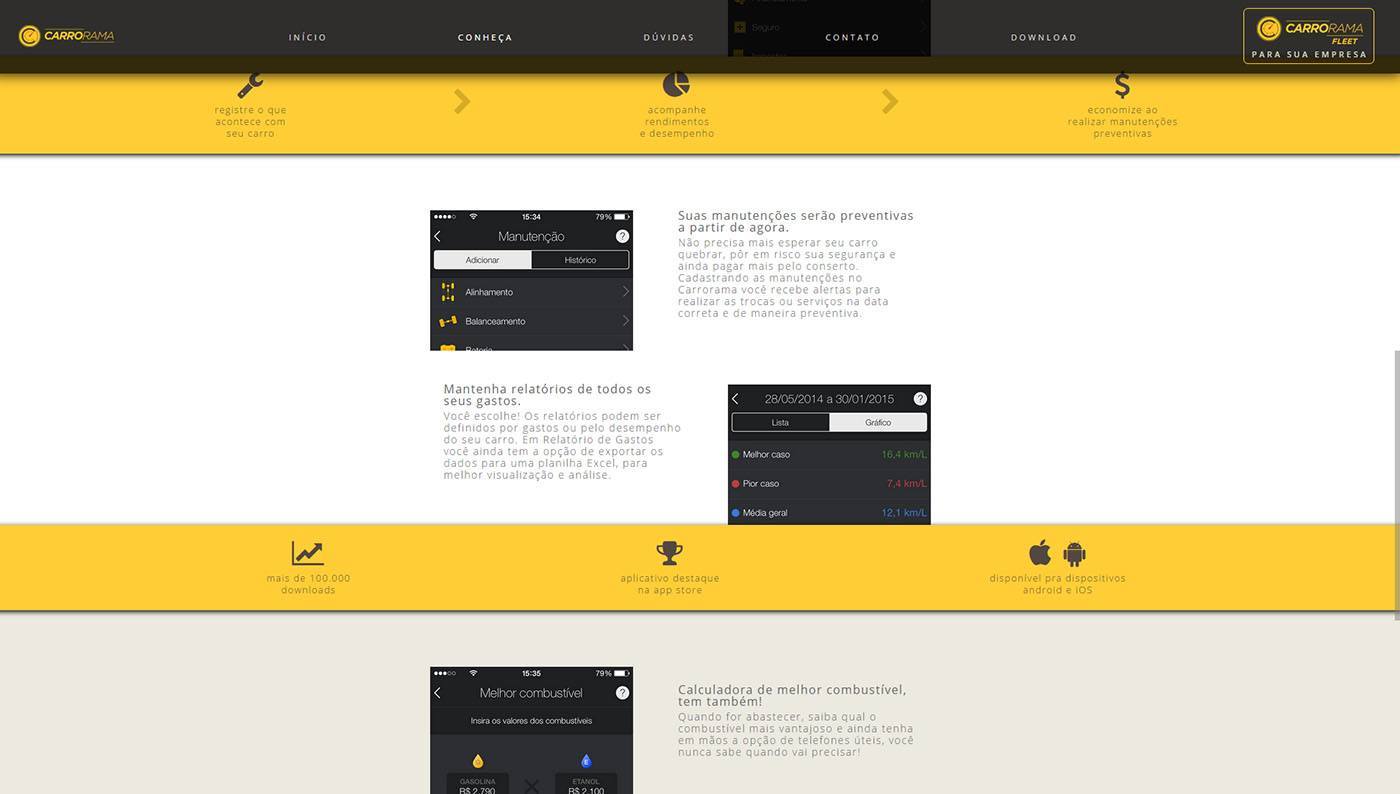 CARRORAMA
INÍCIO
CONHEÇA
DÚVIDAS
Seguro
CONTATO
DOWNLOAD
CARRORAMA
FLEET
PARA SUA EMPRESA
registre o que
acontece com
seu carro
acompanhe
rendimentos
e desempenho
economize ao
realizar manutenções
preventivas
15:34
79%
Manutenção
?
Adicionar
Histórico
Alinhamento
Balanceamento
Bateria
Suas manutenções serão preventivas
a partir de agora.
Não precisa mais esperar seu carro
quebrar, pôr em risco sua segurança e
ainda pagar mais pelo conserto.
Cadastrando as manutenções no
Carrorama você recebe alertas para
realizar as trocas ou serviços na data
correta e de maneira preventiva.
Mantenha relatórios de todos os
seus gastos.
Você escolhe! Os relatórios podem ser
definidos por gastos ou pelo desempenho
do seu carro. Em Relatório de Gastos
você ainda tem a opção de exportar os
dados para uma planilha Excel, para
melhor visualização e análise.
28/05/2014 a 30/01/2015
?
Lista
Gráfico
Melhor caso 16,4 km/L
Pior caso 7,4 km/L
Média geral 12,1 km/L
mais de 100.000
downloads
aplicativo destaque
na app store
disponível pra dispositivos
android e iOS
15:35
79%
Melhor combustível
?
Insira os valores dos combustíveis
E
GASOLINA
R$ 2,790
ETANOL
R$ 2,100
Calculadora de melhor combustível,
tem também!
Quando for abastecer, saiba qual o
combustível mais vantajoso e ainda tenha
em mãos a opção de telefones úteis, você
nunca sabe quando vai precisar!